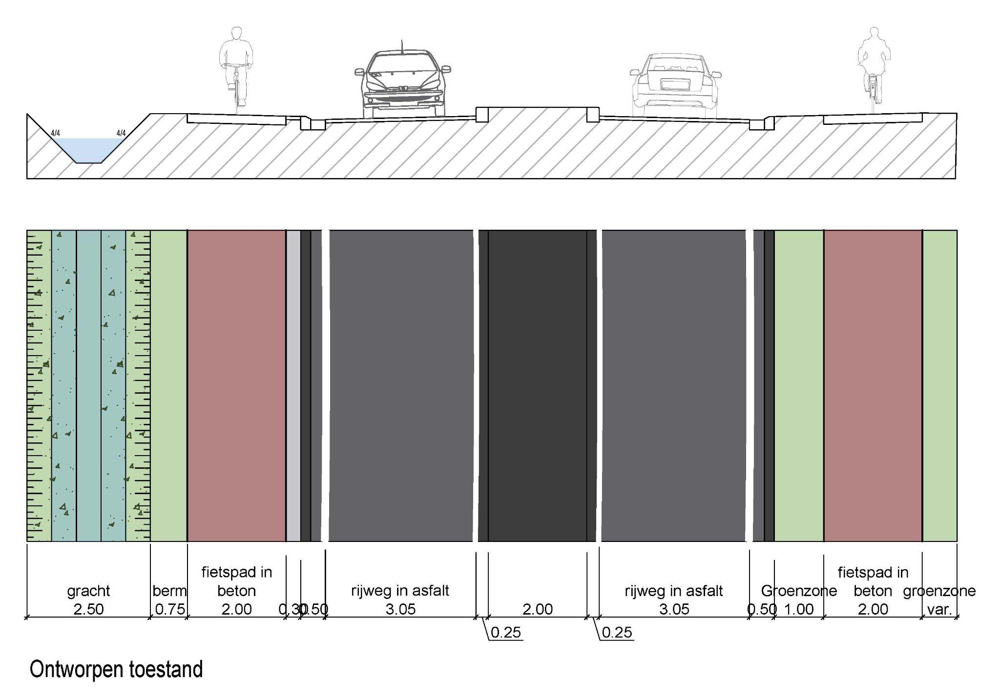 4/4 4/4
fietspad in fietspad in
gracht berm beton rijweg in asfalt rijweg in asfalt Groenzone beton groenzone
2.50 0.75 2.00 0.30 0.50 3.05 2.00 3.05 0.50 1.00 2.00 var.
0.25 0.25
Ontworpen toestand